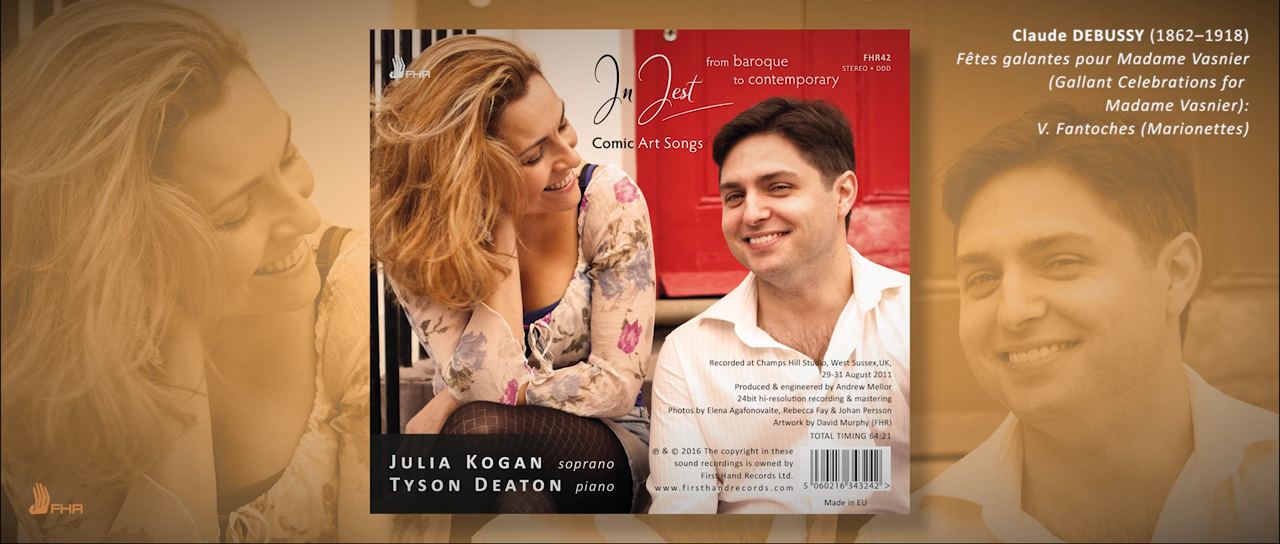 FHR
In Jest
from baroque
to contemporary
FHR42
STEREO • DDD
Comic Art Songs
Recorded at Champs Hill Studio, West Sussex,UK,
29-31 August 2011
Produced & engineered by Andrew Mellor
24bit hi-resolution recording & mastering
Photos by Elena Agafonovaite, Rebecca Fay & Johan Persson
Artwork by David Murphy (FHR)
TOTAL TIMING 64:21
℗ & © 2016 The copyright in these
sound recordings is owned by
First Hand Records Ltd.
www.firsthandrecords.com
5 060216 343242 >
Made in EU
JULIA KOGAN soprano
TYSON DEATON piano
Claude DEBUSSY (1862–1918)
Fêtes galantes pour Madame Vasnier
(Gallant Celebrations for
Madame Vasnier):
V. Fantoches (Marionettes)
FHR